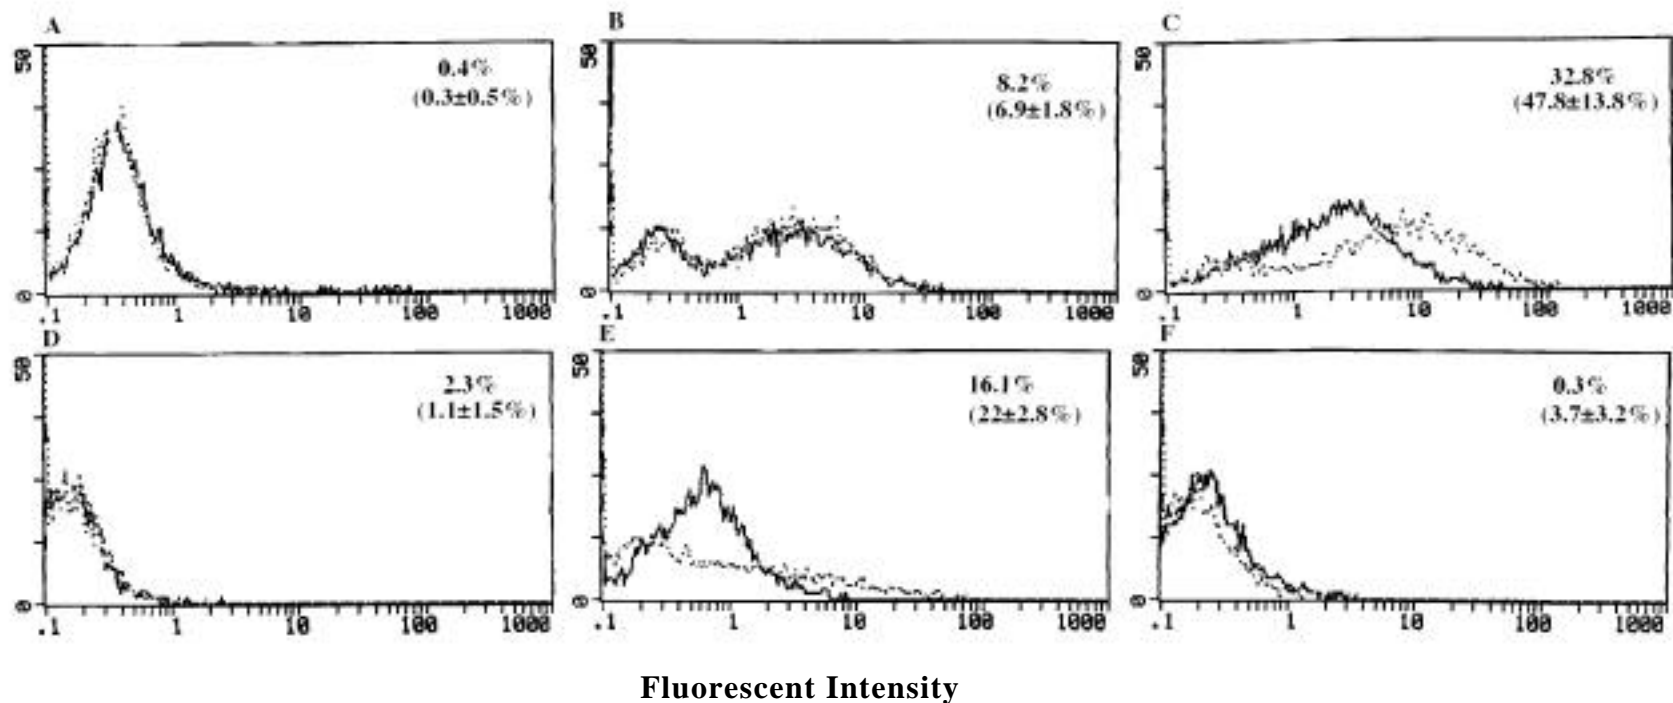 A
B
C
50
0.4%
(0.3±0.5%)
0
.1 1 10 100 1000
50
8.2%
(6.9±1.8%)
0
.1 1 10 100 1000
50
32.8%
(47.8±13.8%)
0
.1 1 10 100 1000
D
E
F
50
2.3%
(1.1±1.5%)
0
.1 1 10 100 1000
50
16.1%
(22±2.8%)
0
.1 1 10 100 1000
50
0.3%
(3.7±3.2%)
0
.1 1 10 100 1000
Fluorescent Intensity